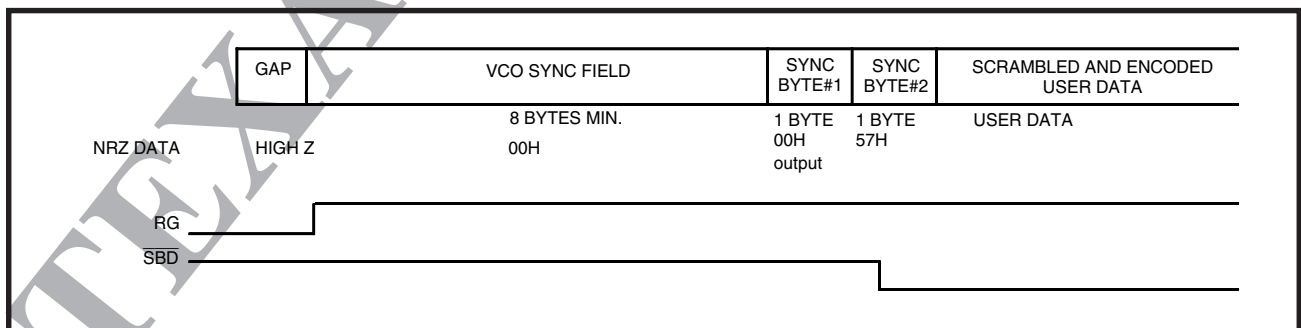 GAP
VCO SYNC FIELD
SYNC
BYTE#1
SYNC
BYTE#2
SCRAMBLED AND ENCODED
USER DATA
8 BYTES MIN.
1 BYTE
1 BYTE
USER DATA
NRZ DATA
HIGH Z
00H
00H
57H
output
RG
SBD
TEXA